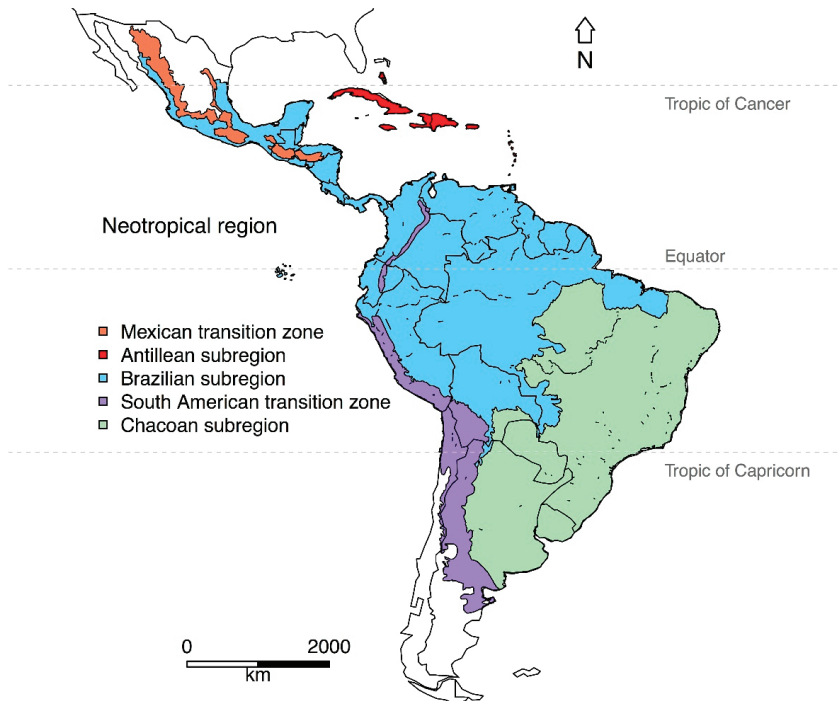 N
Tropic of Cancer
Neotropical region
Equator
Mexican transition zone
Antillean subregion
Brazilian subregion
South American transition zone
Chacoan subregion
Tropic of Capricorn
0 2000
km